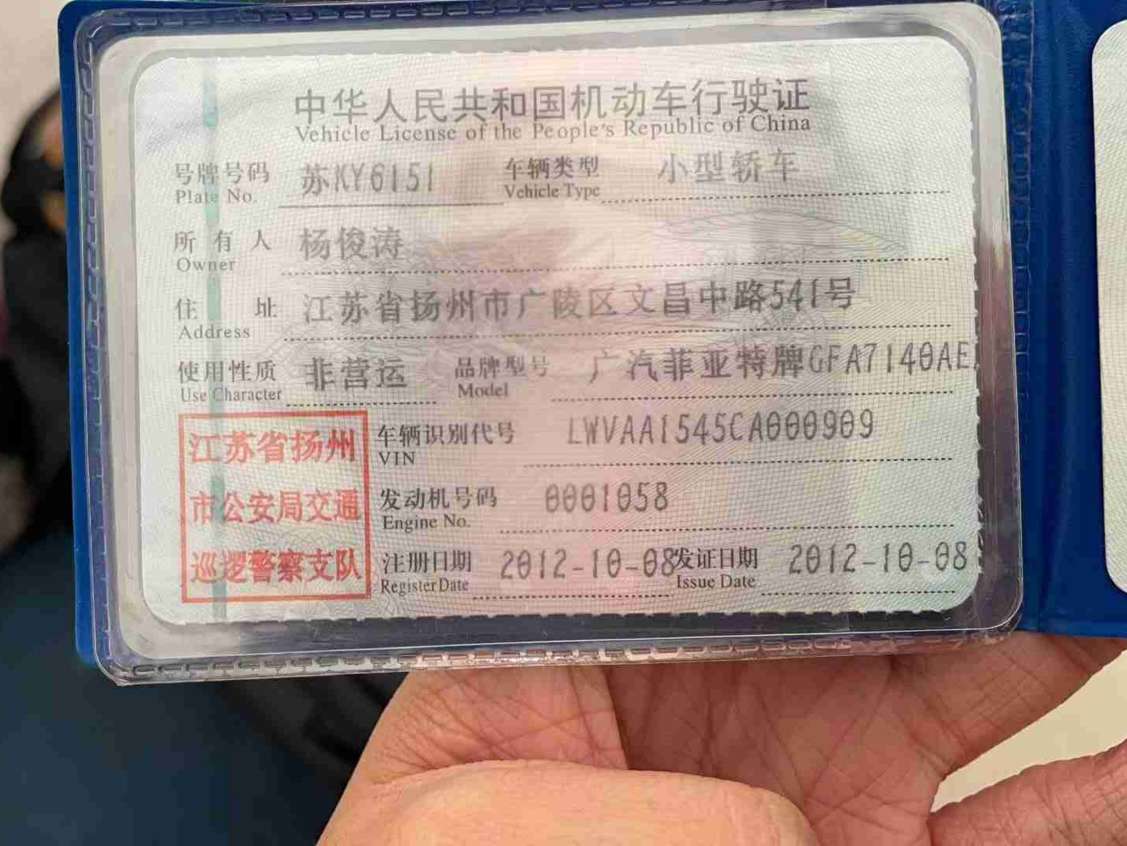 中华人民共和国机动车行驶证
Vehicle License of the People's Republic of China
号牌号码 苏KY6151 车辆类型 小型轿车
Plate No. Vehicle Type
所有人 杨俊涛
Owner
住址 江苏省扬州市广陵区文昌中路541号
Address
使用性质 非营运 品牌型号 广汽菲亚特牌GFA7140AE
Use Character Model
江苏省扬州 车辆识别代号 LWVAA1545CA000909
VIN
市公安局交通 发动机号码 0001058
Engine No.
巡逻警察支队 注册日期 2012-10-08 发证日期 2012-10-08
Register Date Issue Date